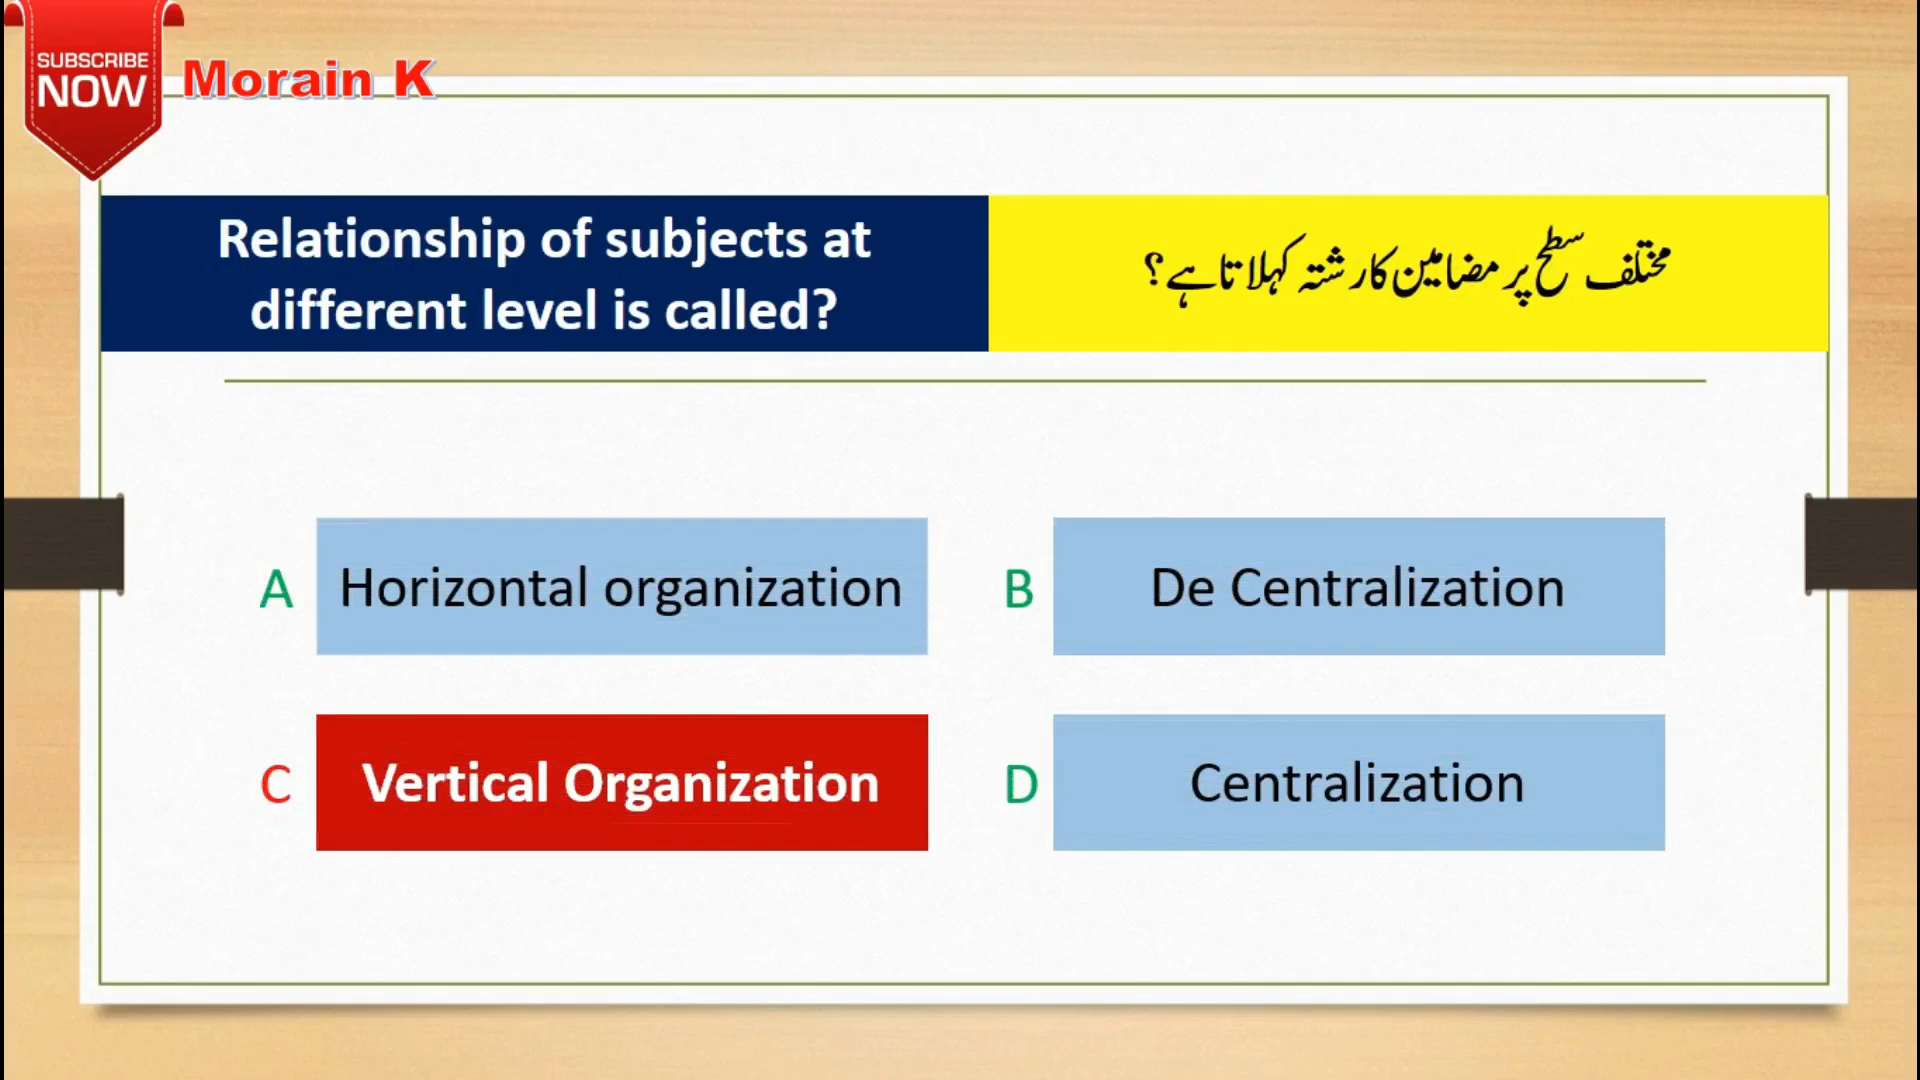 SUBSCRIBE
NOW
Morain K
Relationship of subjects at
different level is called?
مختلف سطح پر مضامین کا رشتہ کہلاتا ہے؟
A Horizontal organization
B De Centralization
C Vertical Organization
D Centralization